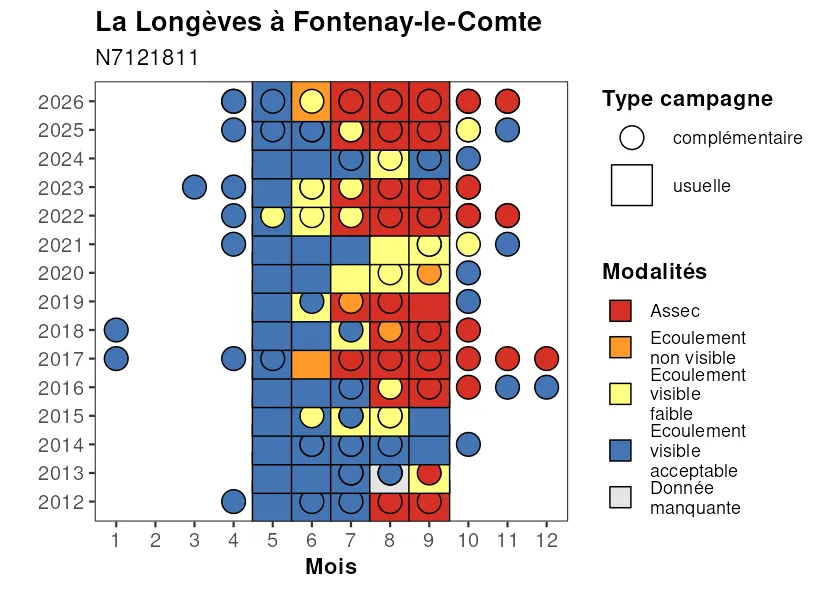 La Longèves à Fontenay-le-Comte
N7121811
2026
2025
2024
2023
2022
2021
2020
2019
2018
2017
2016
2015
2014
2013
2012
1 2 3 4 5 6 7 8 9 10 11 12
Mois
Type campagne
complémentaire
usuelle
Modalités
Assec
Ecoulement
non visible
Ecoulement
visible
faible
Ecoulement
visible
acceptable
Donnée
manquante